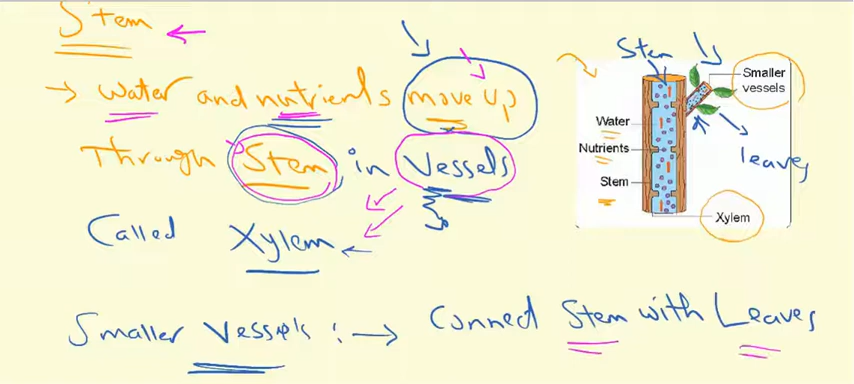 Stem
→ Water and nutrients move up
Through Stem in Vessels
Called Xylem
Smaller Vessels : → Connect Stem with Leaves
Stem
Smaller
vessels
Water
Nutrients
leaves
Stem
Xylem